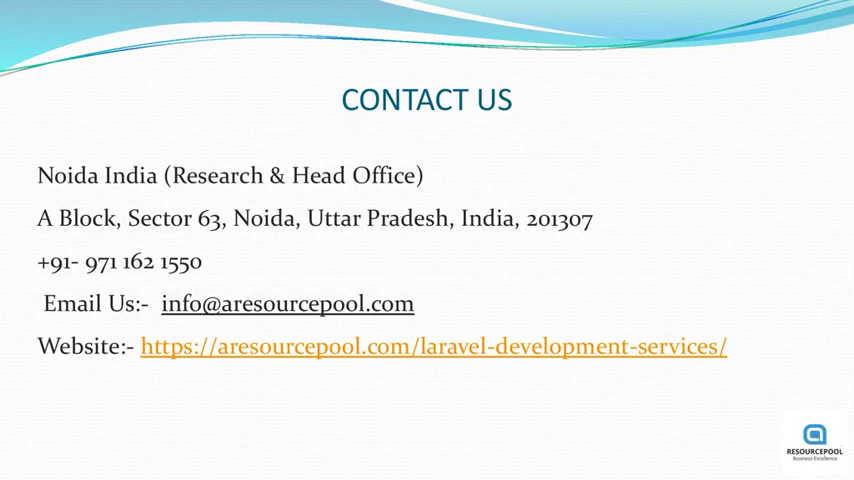 CONTACT US
Noida India (Research & Head Office)
A Block, Sector 63, Noida, Uttar Pradesh, India, 201307
+91- 971 162 1550
Email Us:- info@aresourcepool.com
Website:- https://aresourcepool.com/laravel-development-services/
RESOURCEPOOL
Business Excellence